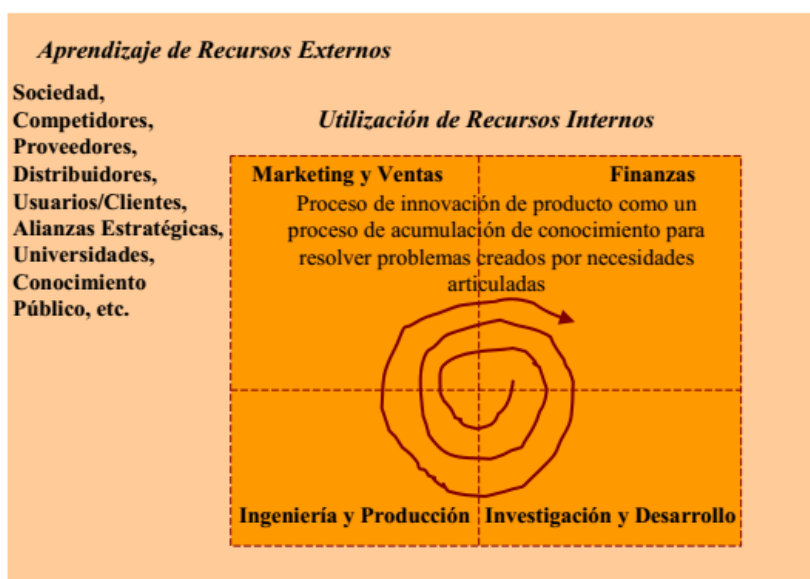 Aprendizaje de Recursos Externos
Sociedad,
Competidores,
Proveedores,
Distribuidores,
Usuarios/Clientes,
Alianzas Estratégicas,
Universidades,
Conocimiento
Público, etc.
Utilización de Recursos Internos
Marketing y Ventas
Finanzas
Proceso de innovación de producto como un
proceso de acumulación de conocimiento para
resolver problemas creados por necesidades
articuladas
Ingeniería y Producción
Investigación y Desarrollo